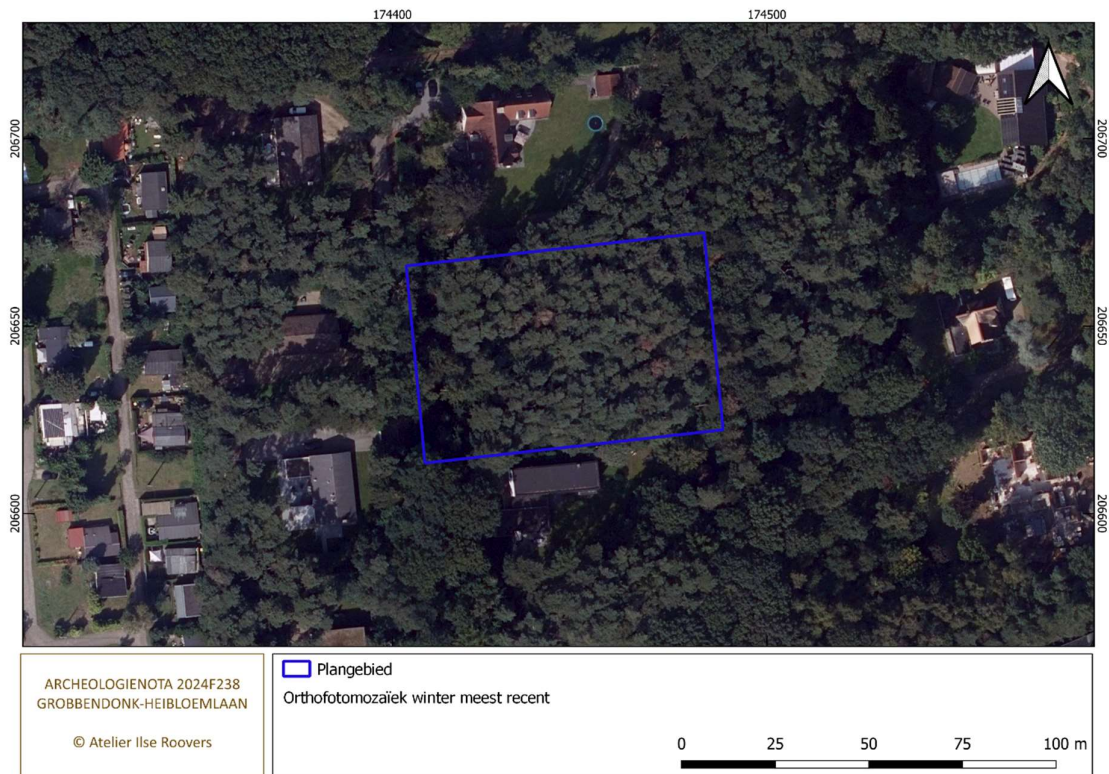 174400 174500
206700 206700
206650 206650
206600 206600
ARCHEOLOGIENOTA 2024F238
GROBBENDONK-HEIBLOEMLAAN
© Atelier Ilse Roovers
Plangebied
Orthofotomozaïek winter meest recent
0 25 50 75 100 m